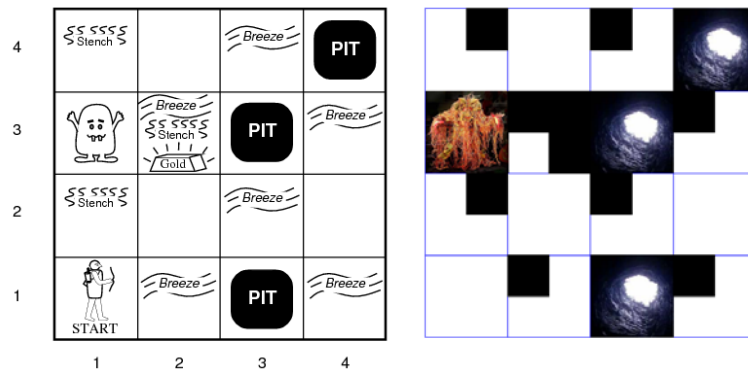 4
Stench
Breeze
PIT
3
Breeze
Stench
Gold
PIT
Breeze
2
Stench
Breeze
1
START
Breeze
PIT
Breeze
1 2 3 4